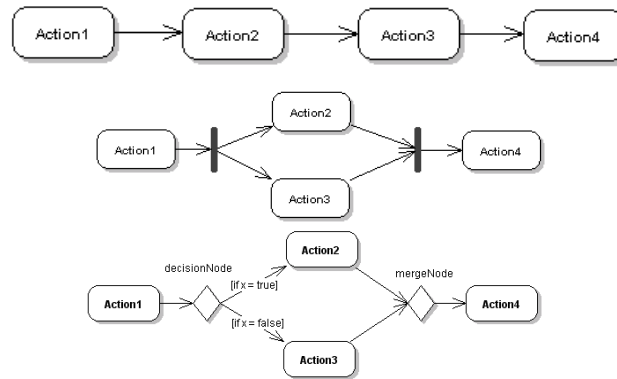 Action1 Action2 Action3 Action4
Action2
Action1 Action4
Action3
Action2
decisionNode mergeNode
[if x = true]
Action1 Action4
[if x = false]
Action3